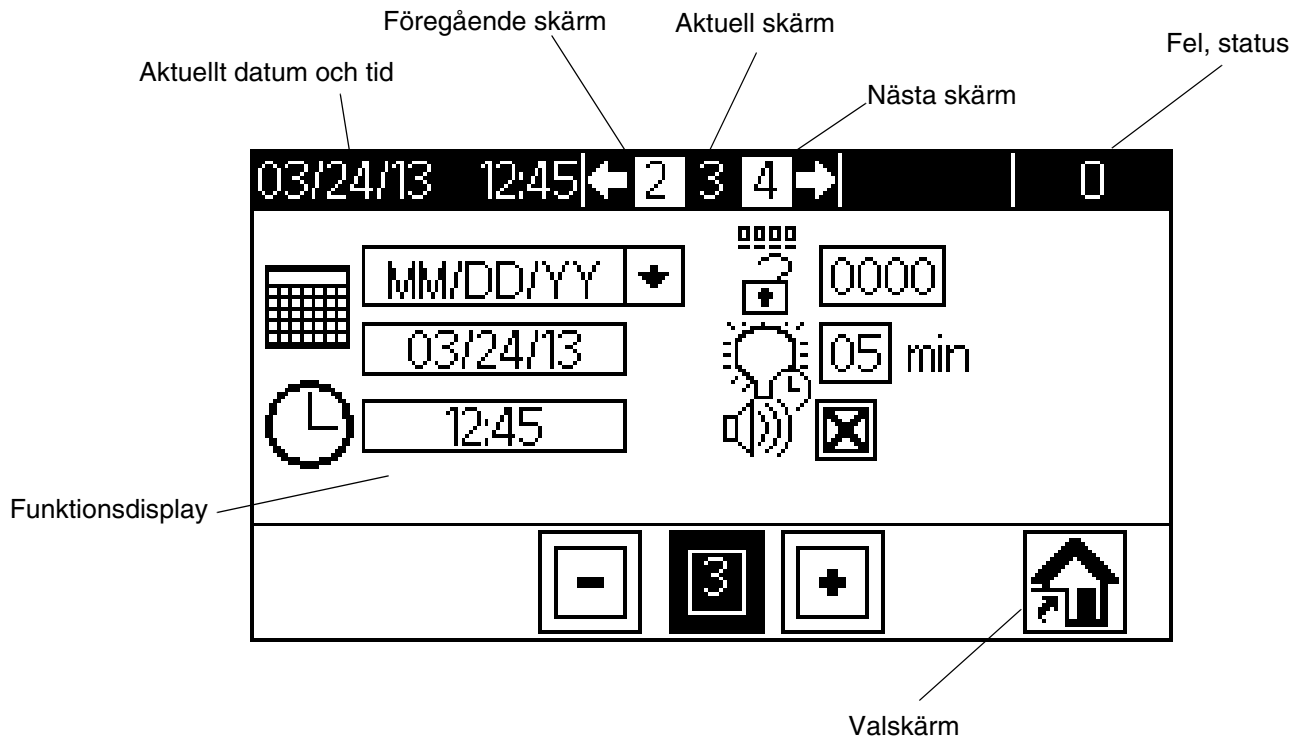 Föregående skärm
Aktuell skärm
Fel, status
Aktuellt datum och tid
Nästa skärm
03/24/13 12:45 2 3 4 0
MM/DD/YY 0000
03/24/13 05 min
12:45
Funktionsdisplay
- 3 +
Valskärm